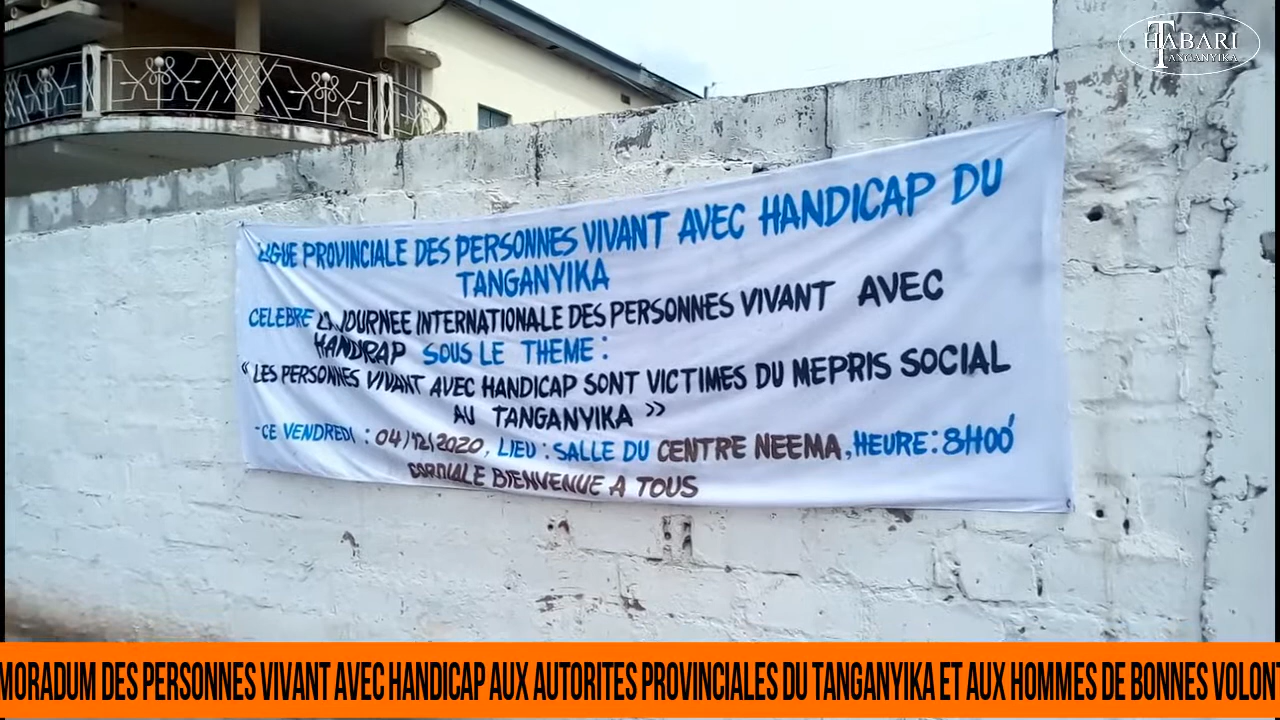 TABARI
TANGANYIKA
LIGUE PROVINCIALE DES PERSONNES VIVANT AVEC HANDICAP DU
TANGANYIKA
CELEBRE LA JOURNEE INTERNATIONALE DES PERSONNES VIVANT AVEC
HANDICAP SOUS LE THEME :
« LES PERSONNES VIVANT AVEC HANDICAP SONT VICTIMES DU MEPRIS SOCIAL
AU TANGANYIKA »
- CE VENDREDI : 04/12/2020, LIEU : SALLE DU CENTRE NEEMA, HEURE : 8H00'
CORDIALE BIENVENUE A TOUS
MORADUM DES PERSONNES VIVANT AVEC HANDICAP AUX AUTORITES PROVINCIALES DU TANGANYIKA ET AUX HOMMES DE BONNES VOLONT